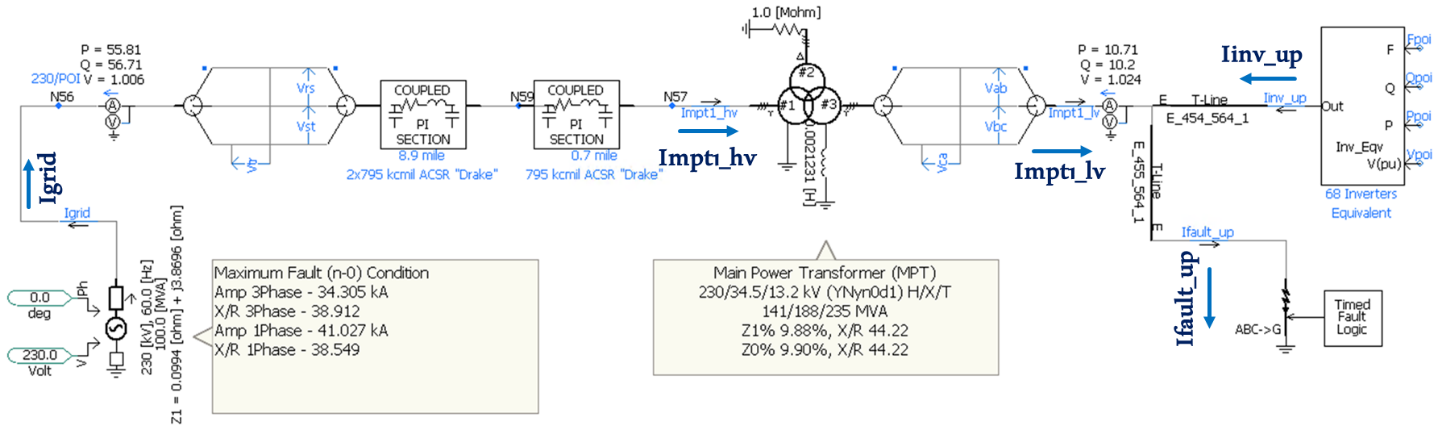 P = 55.81
Q = 56.71
V = 1.006
230/POI
N56
A
V
Vrs
Vst
Vtr
COUPLED
PI
SECTION
8.9 mile
2x795 kcmil ACSR "Drake"
N59
COUPLED
PI
SECTION
0.7 mile
795 kcmil ACSR "Drake"
N57
Impt1_hv
Impt1_hv
1.0 [Mohm]
#2
#1
#3
.0021231 [H]
Vab
Vbc
Vca
Impt1_lv
Impt1_lv
P = 10.71
Q = 10.2
V = 1.024
A
V
E
T-Line
E_454_564_1
E_455_564_1
T-Line
E
Iinv_up
Iinv_up
Out
F
Q
P
V(pu)
Inv_Eqv
Fpoi
Qpoi
Ppoi
Vpoi
68 Inverters
Equivalent
Ifault_up
Ifault_up
ABC->G
Timed
Fault
Logic
Igrid
Igrid
0.0
deg
Ph
230.0
Volt
V
S
230 [kV], 60.0 [Hz]
100.0 [MVA]
Z1 = 0.0994 [ohm] + j3.8696 [ohm]
Maximum Fault (n-0) Condition
Amp 3Phase - 34.305 kA
X/R 3Phase - 38.912
Amp 1Phase - 41.027 kA
X/R 1Phase - 38.549
Main Power Transformer (MPT)
230/34.5/13.2 kV (YNyn0d1) H/X/T
141/188/235 MVA
Z1% 9.88%, X/R 44.22
Z0% 9.90%, X/R 44.22